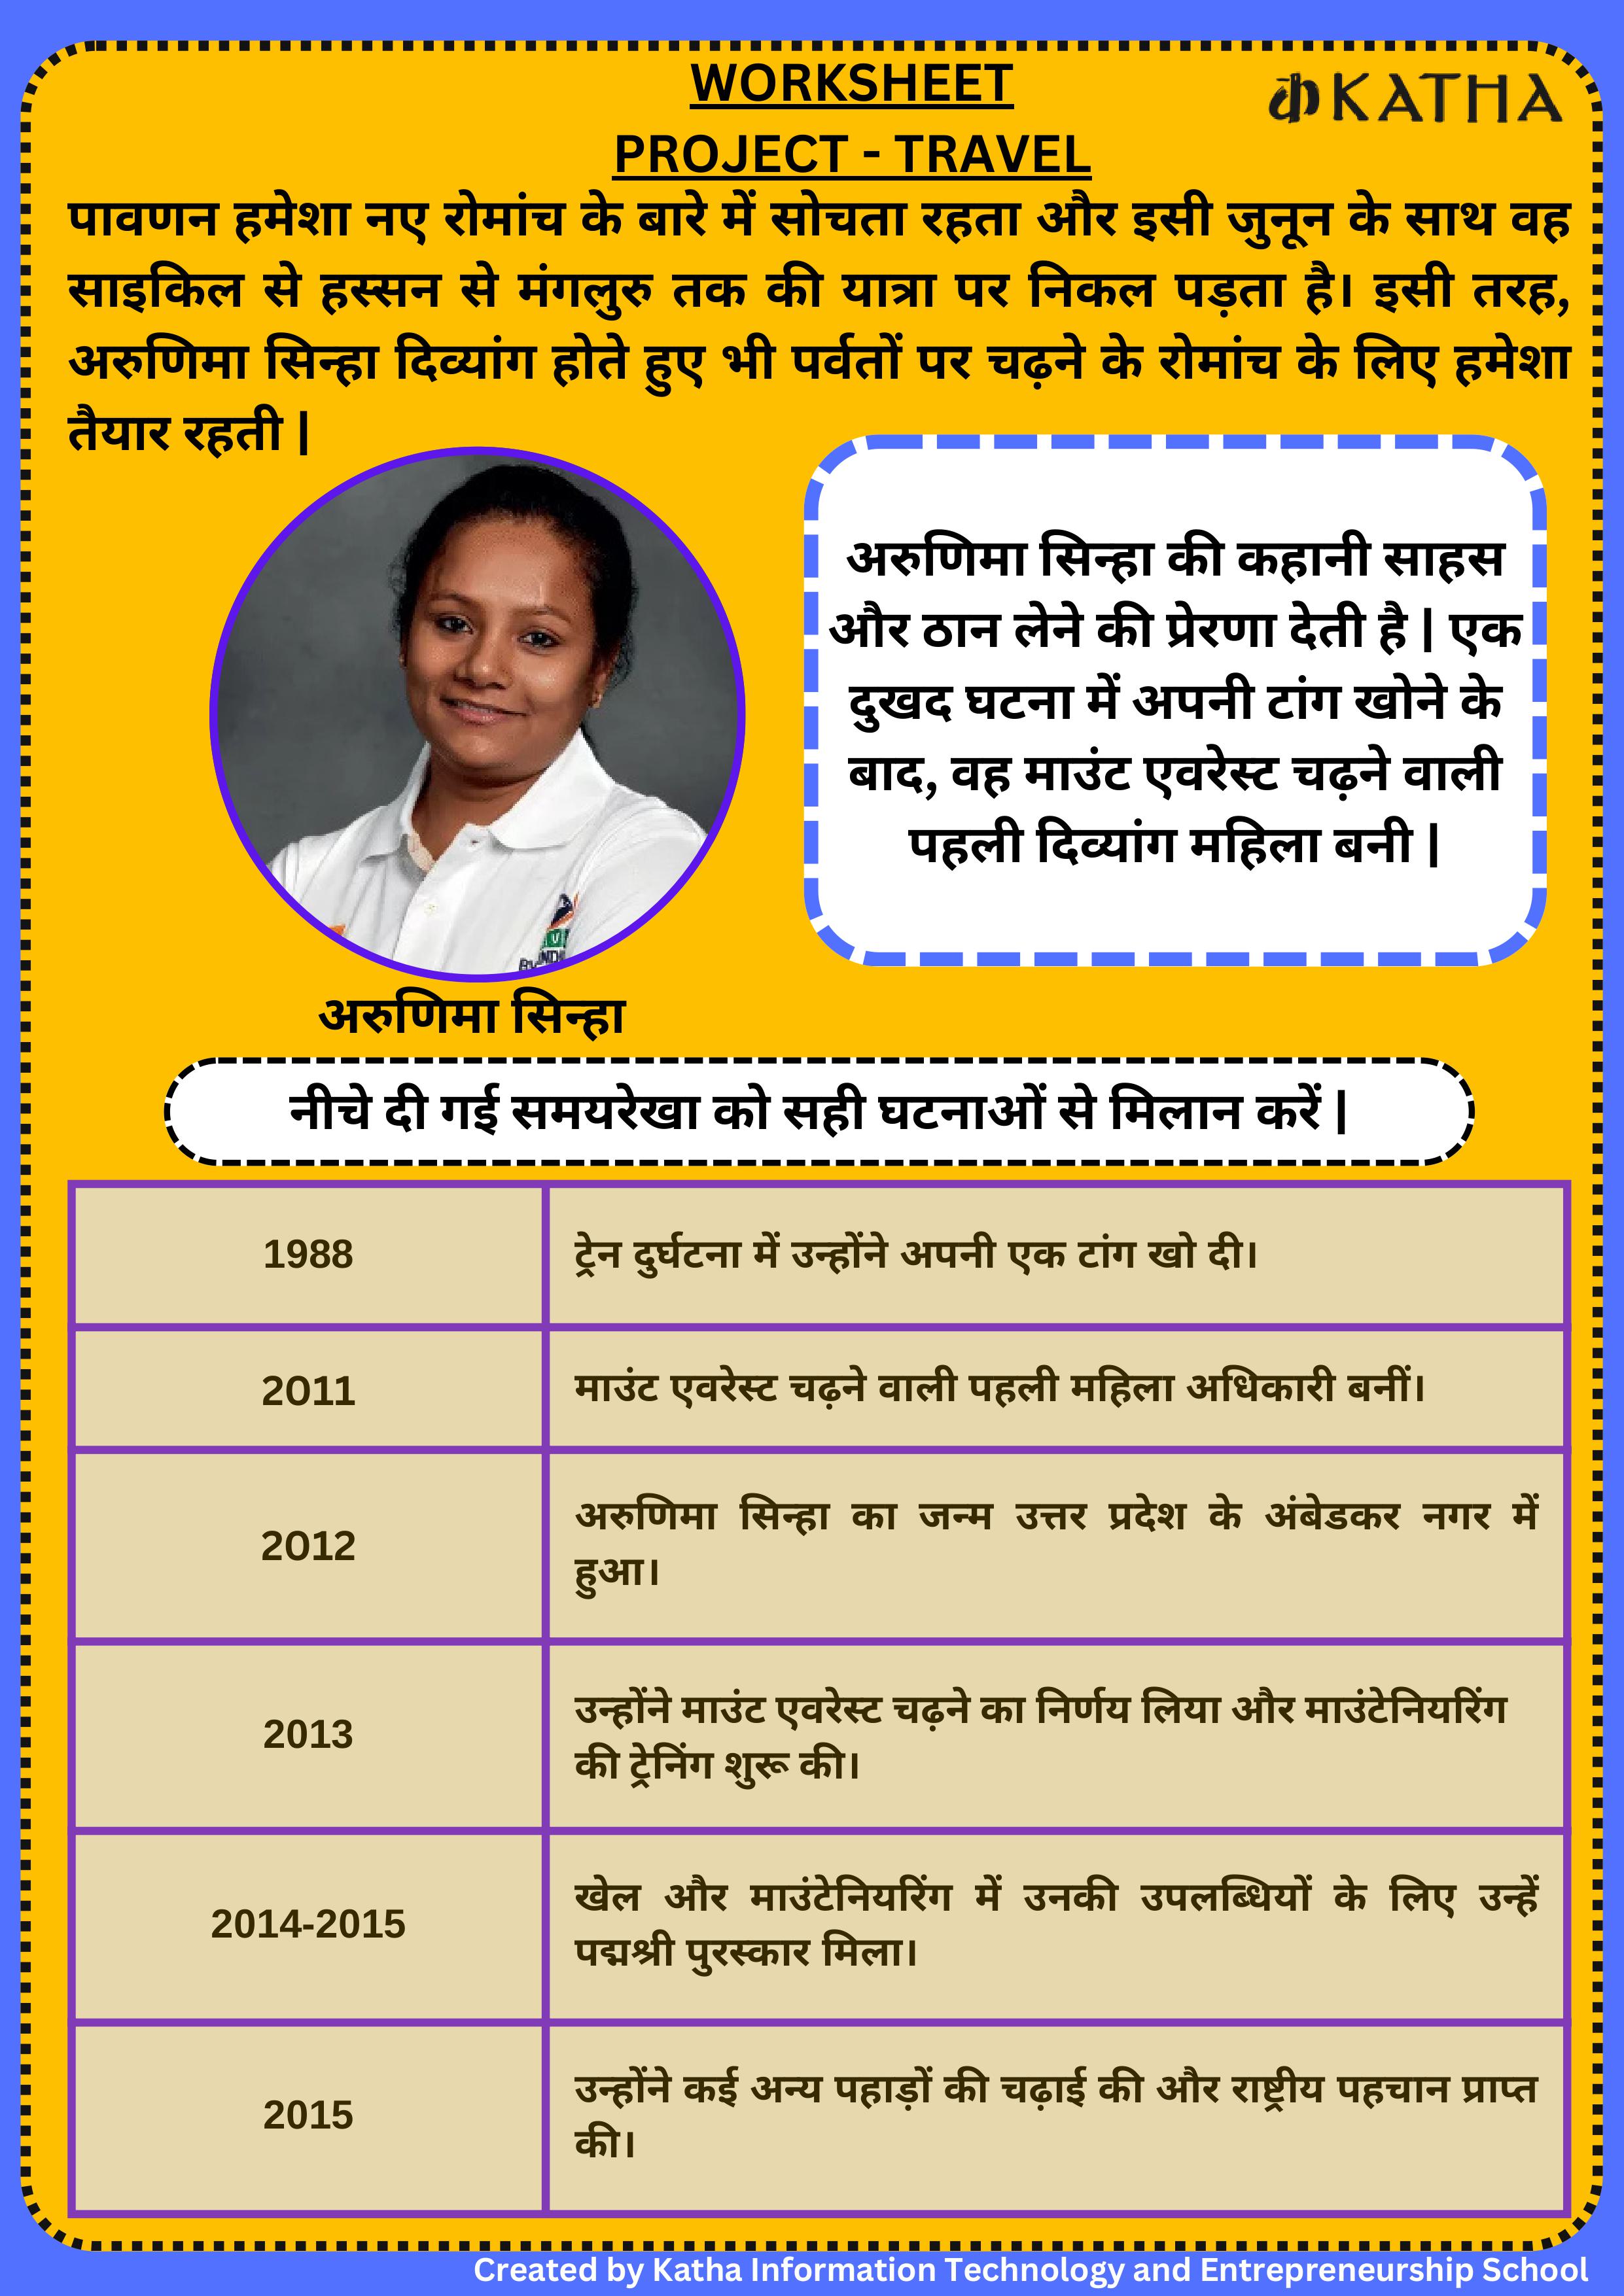 WORKSHEET
कKATHA
PROJECT - TRAVEL
पावणन हमेशा नए रोमांच के बारे में सोचता रहता और इसी जुनून के साथ वह
साइकिल से हस्सन से मंगलुरु तक की यात्रा पर निकल पड़ता है। इसी तरह,
अरुणिमा सिन्हा दिव्यांग होते हुए भी पर्वतों पर चढ़ने के रोमांच के लिए हमेशा
तैयार रहती |
अरुणिमा सिन्हा की कहानी साहस
और ठान लेने की प्रेरणा देती है | एक
दुखद घटना में अपनी टांग खोने के
बाद, वह माउंट एवरेस्ट चढ़ने वाली
पहली दिव्यांग महिला बनी |
अरुणिमा सिन्हा
नीचे दी गई समयरेखा को सही घटनाओं से मिलान करें |
1988
ट्रेन दुर्घटना में उन्होंने अपनी एक टांग खो दी।
2011
माउंट एवरेस्ट चढ़ने वाली पहली महिला अधिकारी बनीं।
2012
अरुणिमा सिन्हा का जन्म उत्तर प्रदेश के अंबेडकर नगर में
हुआ।
2013
उन्होंने माउंट एवरेस्ट चढ़ने का निर्णय लिया और माउंटेनियरिंग
की ट्रेनिंग शुरू की।
2014-2015
खेल और माउंटेनियरिंग में उनकी उपलब्धियों के लिए उन्हें
पद्मश्री पुरस्कार मिला।
2015
उन्होंने कई अन्य पहाड़ों की चढ़ाई की और राष्ट्रीय पहचान प्राप्त
की।
Created by Katha Information Technology and Entrepreneurship School